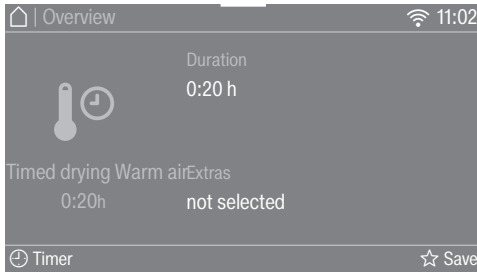 | Overview 11:02
Duration
0:20 h
Timed drying Warm air
0:20h
Extras
not selected
Timer Save